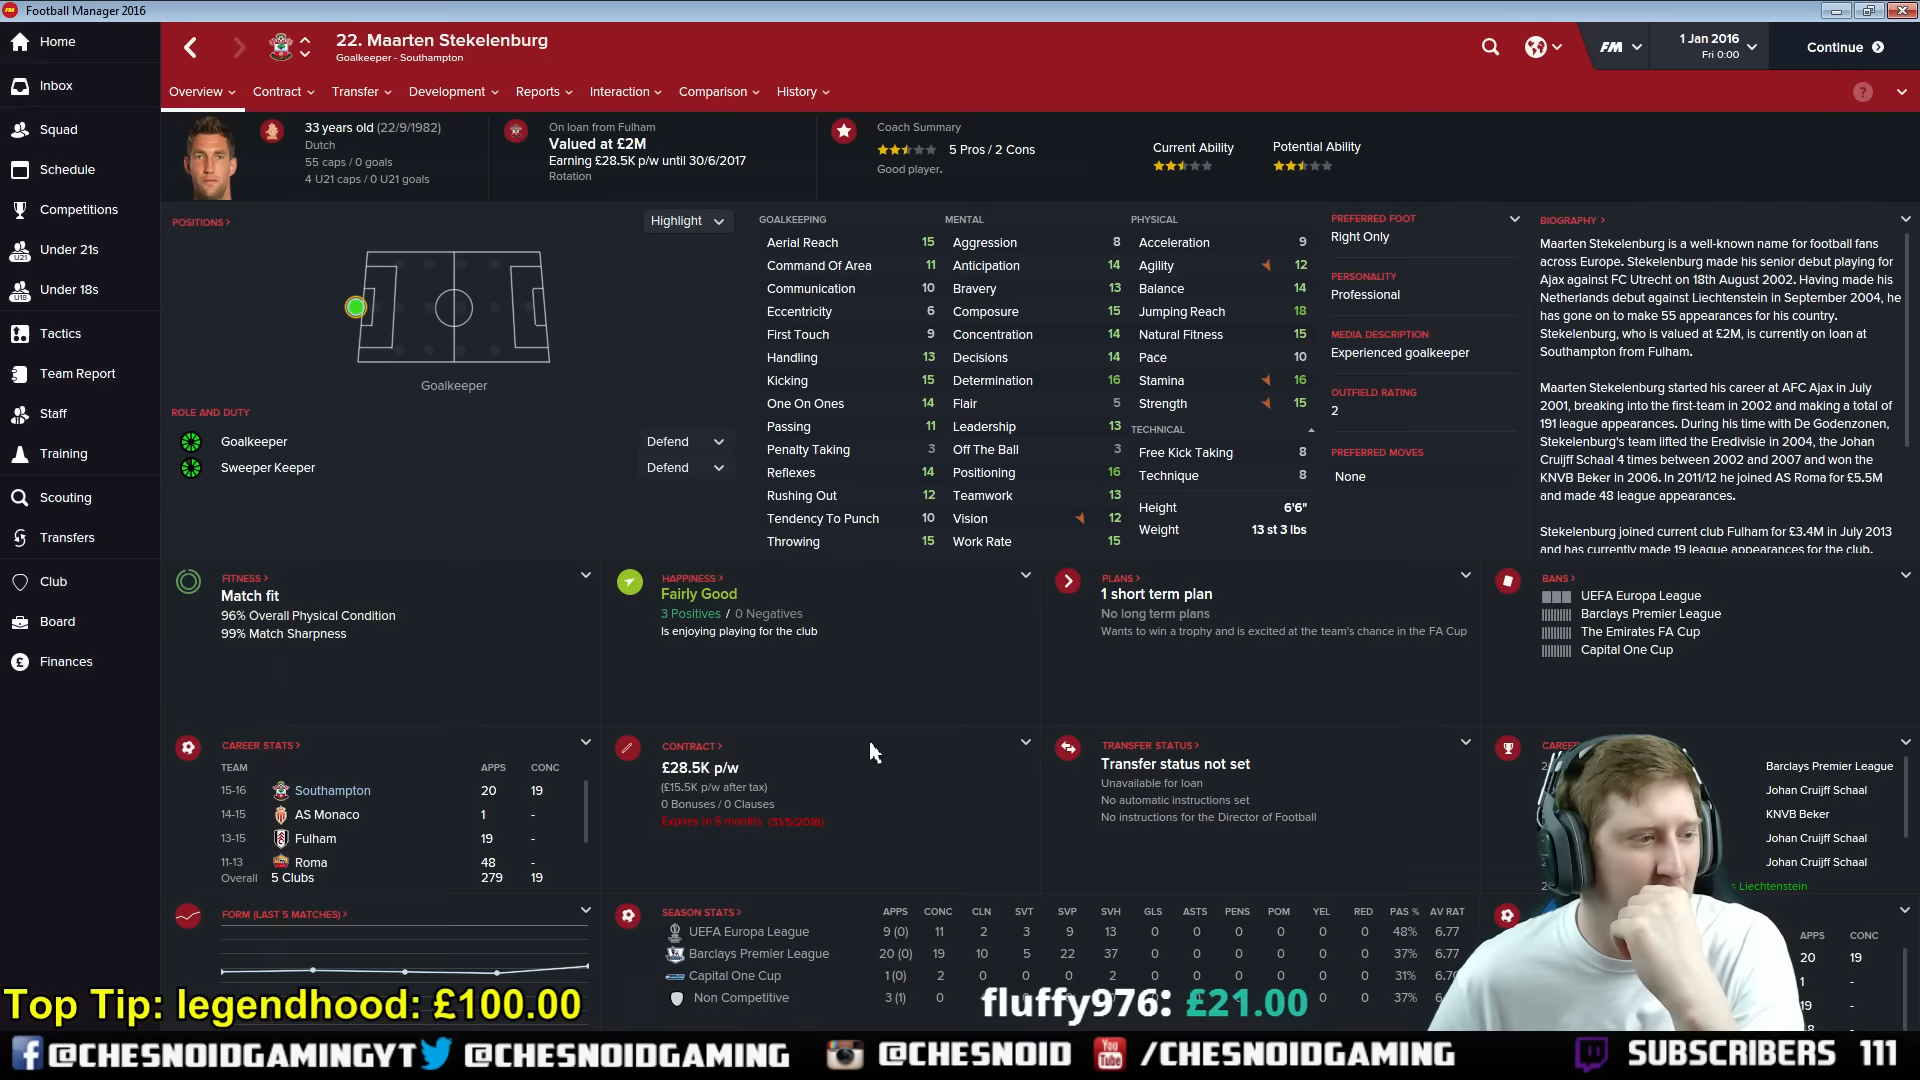 Football Manager 2016
Home
Inbox
Squad
Schedule
Competitions
Under 21s
Under 18s
Tactics
Team Report
Staff
Training
Scouting
Transfers
Club
Board
Finances
22. Maarten Stekelenburg
Goalkeeper - Southampton
FM
1 Jan 2016
Fri 0:00
Continue
Overview Contract Transfer Development Reports Interaction Comparison History
33 years old (22/9/1982)
Dutch
55 caps / 0 goals
4 U21 caps / 0 U21 goals
On loan from Fulham
Valued at £2M
Earning £28.5K p/w until 30/6/2017
Rotation
Coach Summary
5 Pros / 2 Cons
Good player.
Current Ability
Potential Ability
POSITIONS >
Highlight
Goalkeeper
ROLE AND DUTY
Goalkeeper Defend
Sweeper Keeper Defend
GOALKEEPING
Aerial Reach 15
Command Of Area 11
Communication 10
Eccentricity 6
First Touch 9
Handling 13
Kicking 15
One On Ones 14
Passing 11
Penalty Taking 3
Reflexes 14
Rushing Out 12
Tendency To Punch 10
Throwing 15
MENTAL
Aggression 8
Anticipation 14
Bravery 13
Composure 15
Concentration 14
Decisions 14
Determination 16
Flair 5
Leadership 13
Off The Ball 3
Positioning 16
Teamwork 13
Vision 12
Work Rate 15
PHYSICAL
Acceleration 9
Agility 12
Balance 14
Jumping Reach 18
Natural Fitness 15
Pace 10
Stamina 16
Strength 15
TECHNICAL
Free Kick Taking 8
Technique 8
Height 6'6"
Weight 13 st 3 lbs
PREFERRED FOOT
Right Only
PERSONALITY
Professional
MEDIA DESCRIPTION
Experienced goalkeeper
OUTFIELD RATING
2
PREFERRED MOVES
None
BIOGRAPHY >
Maarten Stekelenburg is a well-known name for football fans
across Europe. Stekelenburg made his senior debut playing for
Ajax against FC Utrecht on 18th August 2002. Having made his
Netherlands debut against Liechtenstein in September 2004, he
has gone on to make 55 appearances for his country.
Stekelenburg, who is valued at £2M, is currently on loan at
Southampton from Fulham.
Maarten Stekelenburg started his career at AFC Ajax in July
2001, breaking into the first-team in 2002 and making a total of
191 league appearances. During his time with De Godenzonen,
Stekelenburg's team lifted the Eredivisie in 2004, the Johan
Cruijff Schaal 4 times between 2002 and 2007 and won the
KNVB Beker in 2006. In 2011/12 he joined AS Roma for £5.5M
and made 48 league appearances.
Stekelenburg joined current club Fulham for £3.4M in July 2013
and has currently made 19 league appearances for the club.
FITNESS >
Match fit
96% Overall Physical Condition
99% Match Sharpness
HAPPINESS >
Fairly Good
3 Positives / 0 Negatives
Is enjoying playing for the club
PLANS >
1 short term plan
No long term plans
Wants to win a trophy and is excited at the team's chance in the FA Cup
BANS >
UEFA Europa League
Barclays Premier League
The Emirates FA Cup
Capital One Cup
CAREER STATS >
TEAM APPS CONC
15-16 Southampton 20 19
14-15 AS Monaco 1 -
13-15 Fulham 19 -
11-13 Roma 48 -
Overall 5 Clubs 279 19
CONTRACT >
£28.5K p/w
(£15.5K p/w after tax)
0 Bonuses / 0 Clauses
Expires in 5 months (31/5/2016)
TRANSFER STATUS >
Transfer status not set
Unavailable for loan
No automatic instructions set
No instructions for the Director of Football
Barclays Premier League
Johan Cruijff Schaal
KNVB Beker
Johan Cruijff Schaal
Johan Cruijff Schaal
Liechtenstein
FORM (LAST 5 MATCHES) >
SEASON STATS > APPS CONC CLN SVT SVP SVH GLS ASTS PENS POM YEL RED PAS % AV RAT
UEFA Europa League 9 (0) 11 2 3 9 13 0 0 0 0 0 0 48% 6.77
Barclays Premier League 20 (0) 19 10 5 22 37 0 0 0 0 0 0 37% 6.77
Capital One Cup 1 (0) 2 0 0 0 2 0 0 0 0 0 0 31%
Non Competitive 3 (1) 0 0 0 37%
APPS CONC
20 19
1 -
19 -
Top Tip: legendhood: £100.00
fluffy976: £21.00
@CHESNOIDGAMINGYT @CHESNOIDGAMING @CHESNOID You Tube /CHESNOIDGAMING SUBSCRIBERS 111